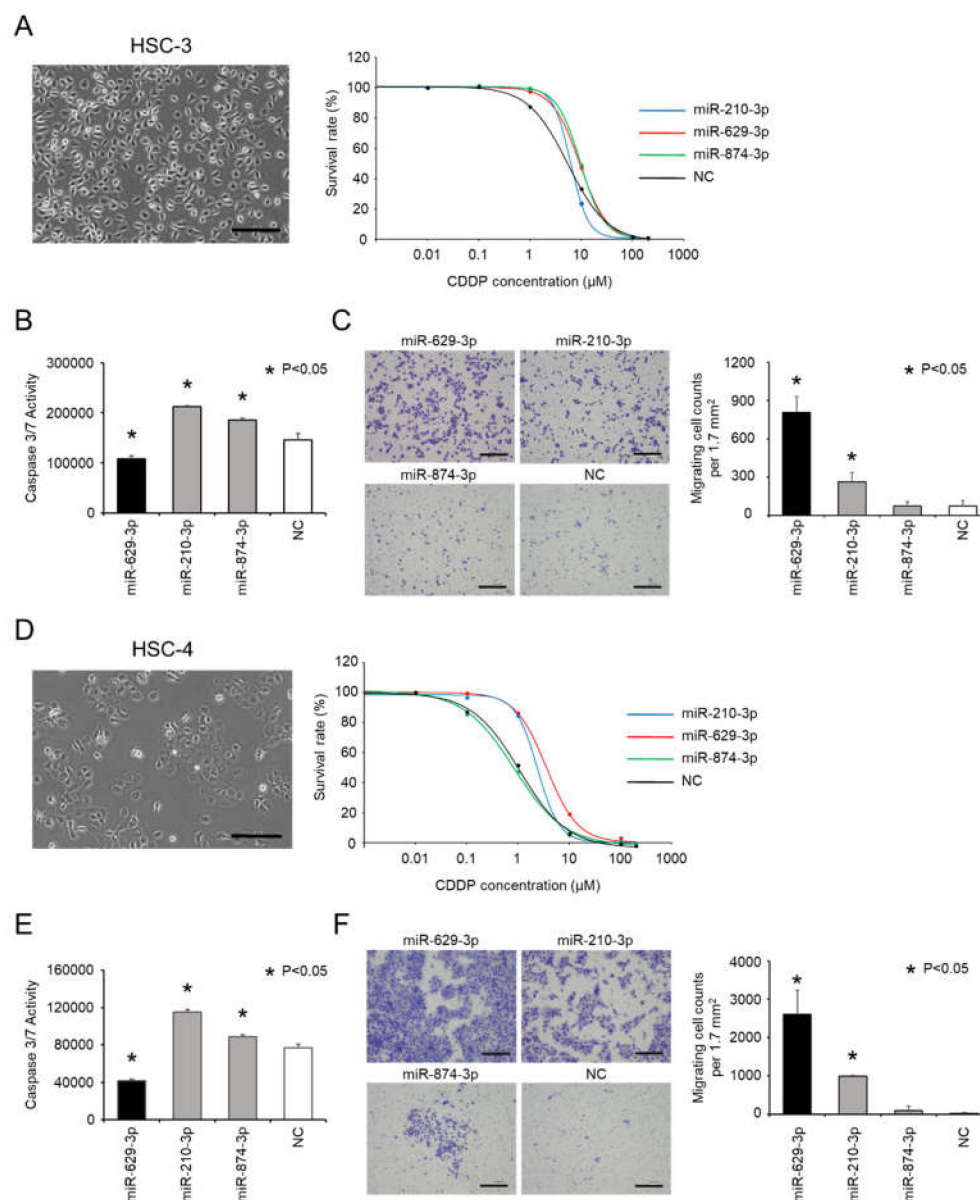 A
HSC-3
120
100
80
60
40
20
0
Survival rate (%)
0.01 0.1 1 10 100 1000
CDDP concentration (µM)
miR-210-3p
miR-629-3p
miR-874-3p
NC
B
300000
200000
100000
0
Caspase 3/7 Activity
* P<0.05
*
*
*
miR-629-3p
miR-210-3p
miR-874-3p
NC
C
miR-629-3p miR-210-3p
miR-874-3p NC
1200
900
600
300
0
Migrating cell counts
per 1.7 mm²
* P<0.05
*
*
miR-629-3p
miR-210-3p
miR-874-3p
NC
D
HSC-4
120
100
80
60
40
20
0
Survival rate (%)
0.01 0.1 1 10 100 1000
CDDP concentration (µM)
miR-210-3p
miR-629-3p
miR-874-3p
NC
E
160000
120000
80000
40000
0
Caspase 3/7 Activity
* P<0.05
*
*
*
miR-629-3p
miR-210-3p
miR-874-3p
NC
F
miR-629-3p miR-210-3p
miR-874-3p NC
4000
3000
2000
1000
0
Migrating cell counts
per 1.7 mm²
* P<0.05
*
*
miR-629-3p
miR-210-3p
miR-874-3p
NC